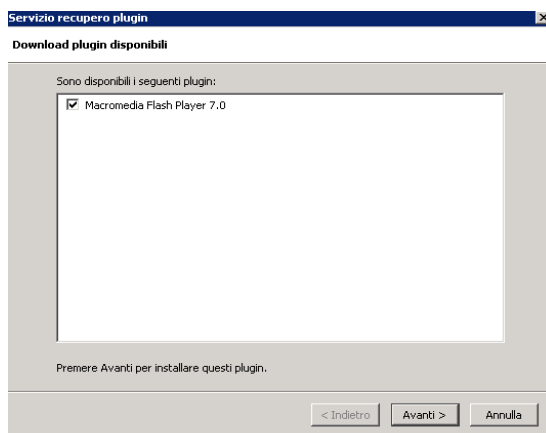 Servizio recupero plugin
Download plugin disponibili
Sono disponibili i seguenti plugin:
Macromedia Flash Player 7.0
Premere Avanti per installare questi plugin.
< Indietro
Avanti >
Annulla